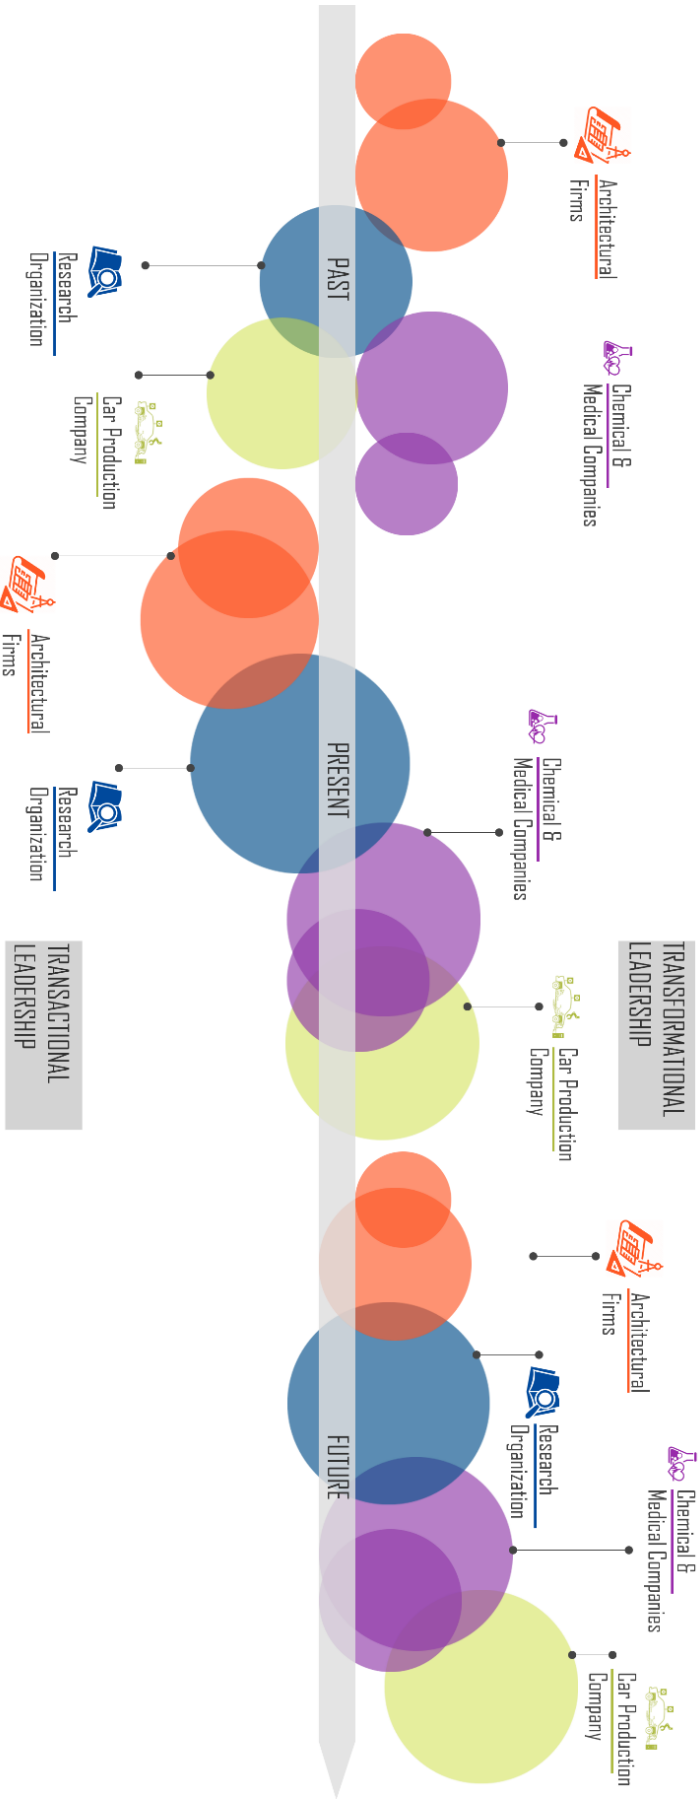 Architectural
Firms
PAST
Research
Organization
Chemical &
Medical Companies
Car Production
Company
Architectural
Firms
PRESENT
Chemical &
Medical Companies
Research
Organization
TRANSFORMATIONAL
LEADERSHIP
TRANSACTIONAL
LEADERSHIP
Car Production
Company
Architectural
Firms
Research
Organization
FUTURE
Chemical &
Medical Companies
Car Production
Company